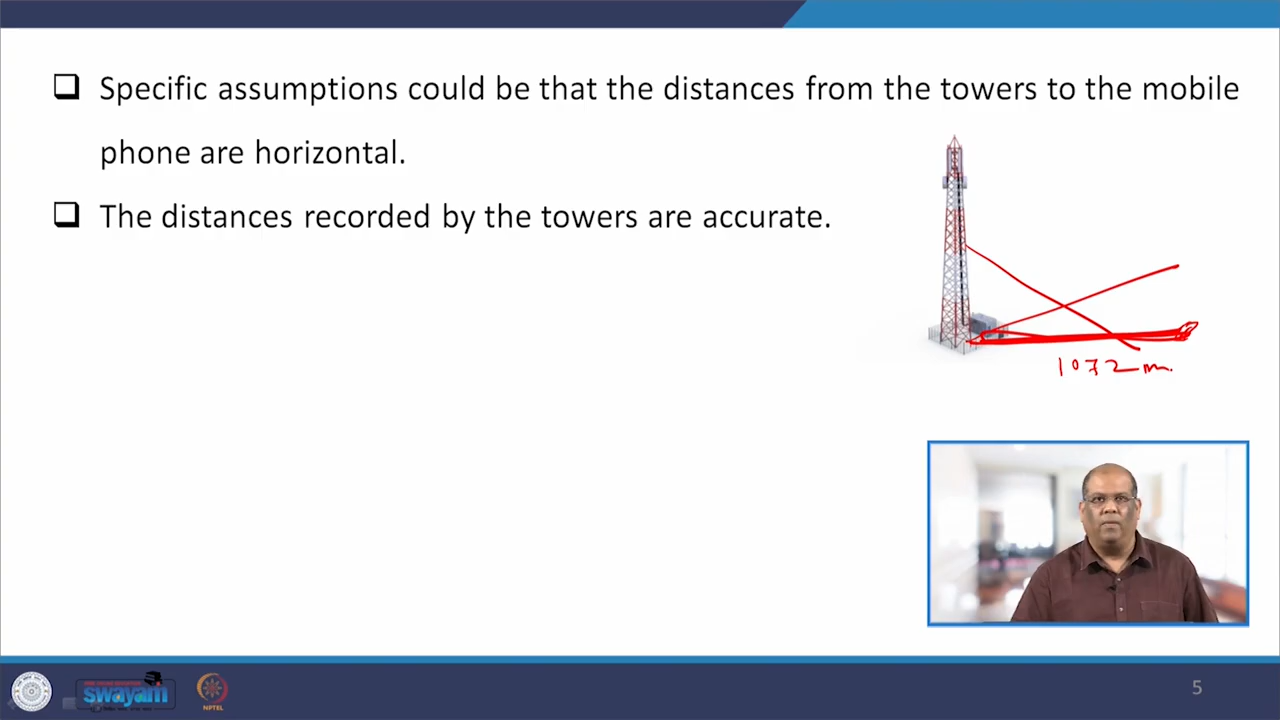 Specific assumptions could be that the distances from the towers to the mobile
phone are horizontal.
The distances recorded by the towers are accurate.
1072 m.
swayam
NPTEL
5